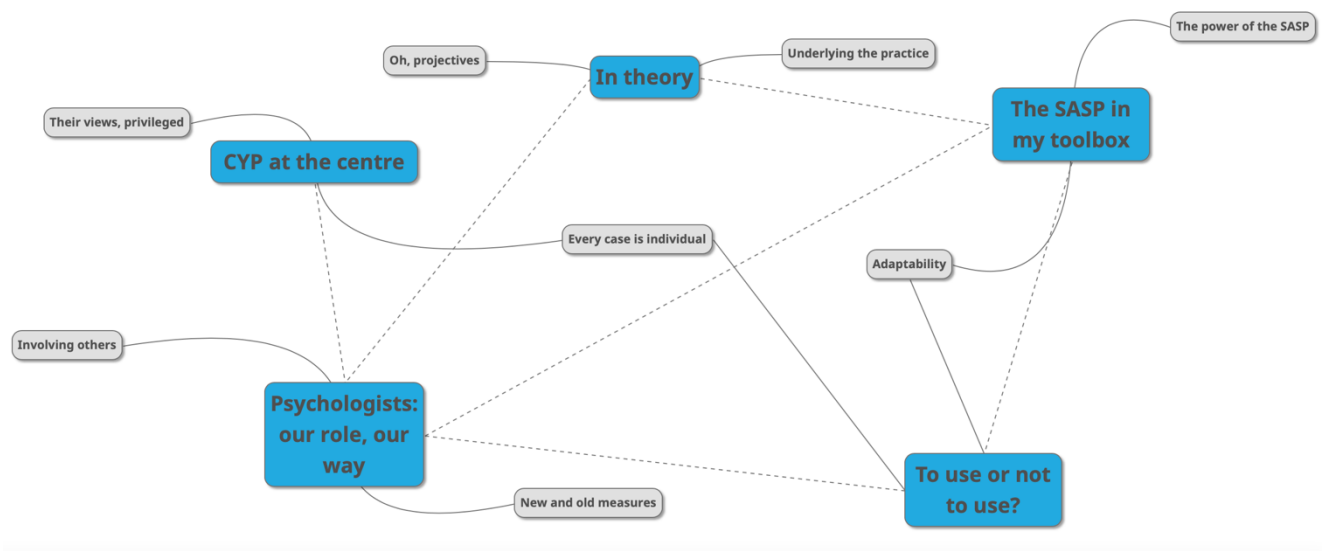 The power of the SASP
Oh, projectives
Underlying the practice
In theory
The SASP in
my toolbox
Their views, privileged
CYP at the centre
Every case is individual
Adaptability
Involving others
Psychologists:
our role, our
way
To use or not
to use?
New and old measures